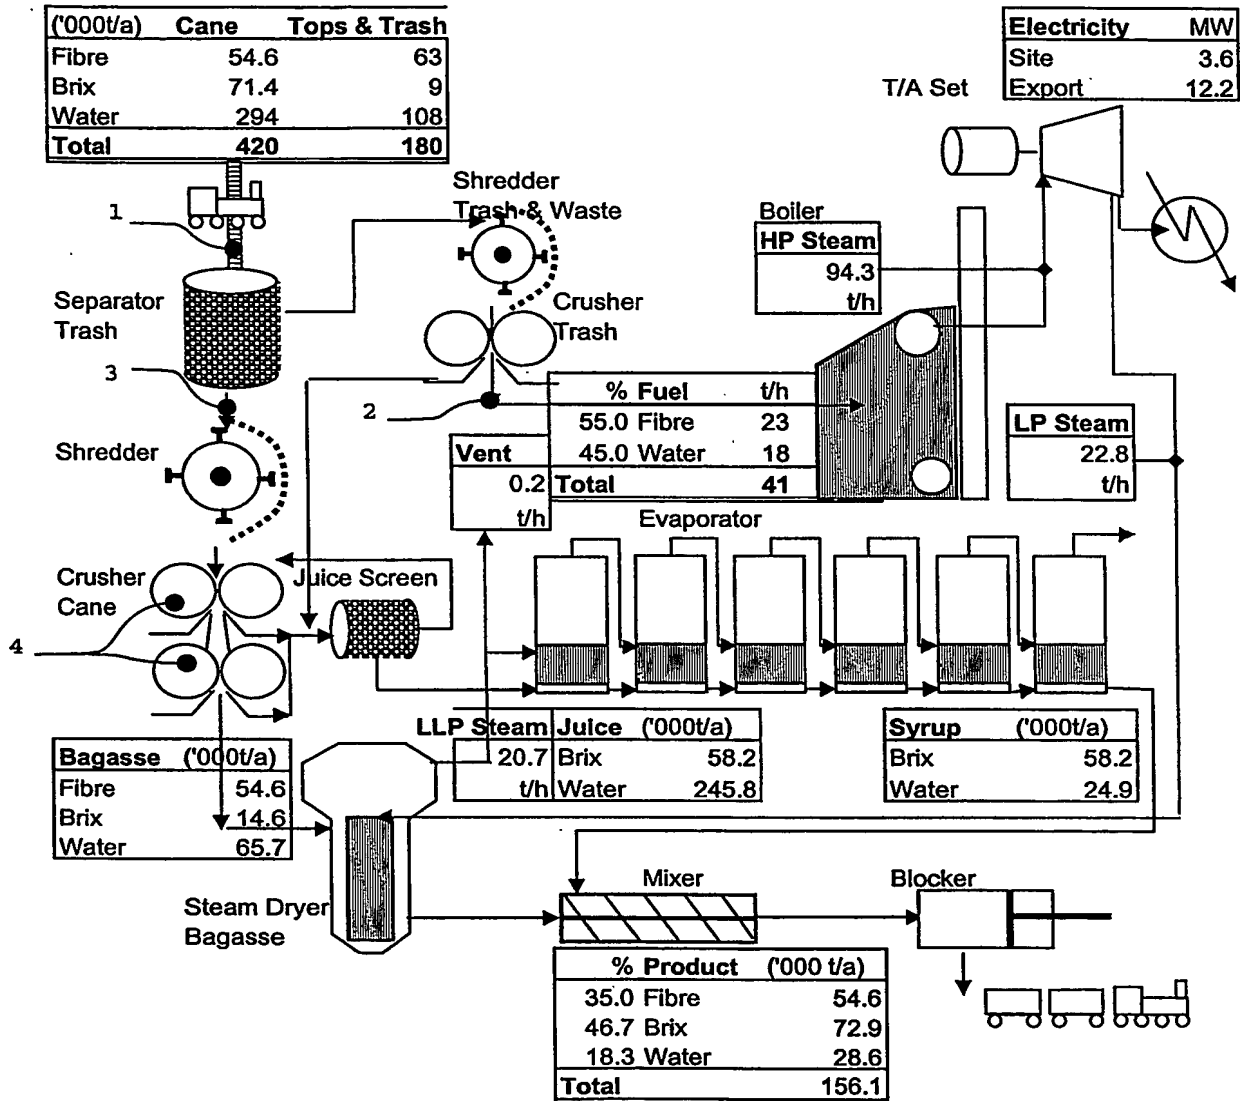 ('000t/a) Cane Tops & Trash
Fibre 54.6 63
Brix 71.4 9
Water 294 108
Total 420 180
Electricity MW
Site 3.6
Export 12.2
T/A Set
1
Shredder
Trash & Waste
Boiler
HP Steam
94.3
t/h
Separator
Trash
Crusher
Trash
3
2
% Fuel t/h
55.0 Fibre 23
45.0 Water 18
Total 41
LP Steam
22.8
t/h
Shredder
Vent
0.2
t/h
Evaporator
Crusher
Cane
Juice Screen
4
LLP Steam
20.7
t/h
Juice ('000t/a)
Brix 58.2
Water 245.8
Syrup ('000t/a)
Brix 58.2
Water 24.9
Bagasse ('000t/a)
Fibre 54.6
Brix 14.6
Water 65.7
Steam Dryer
Bagasse
Mixer
Blocker
% Product ('000 t/a)
35.0 Fibre 54.6
46.7 Brix 72.9
18.3 Water 28.6
Total 156.1